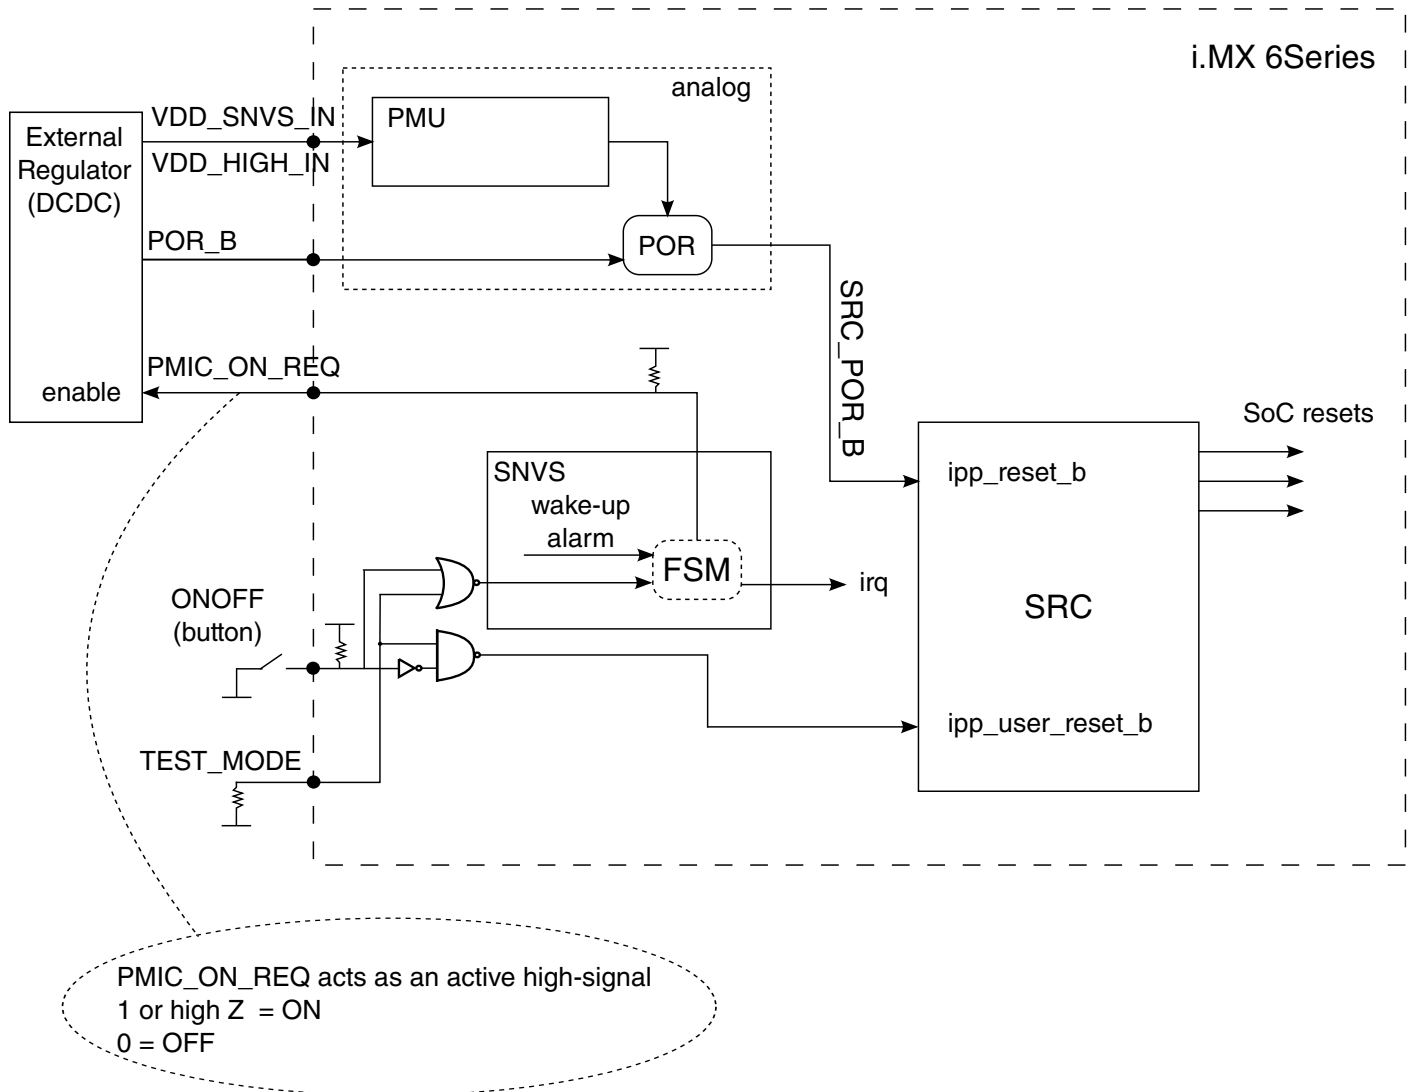 i.MX 6Series
analog
VDD_SNVS_IN
PMU
External
Regulator
(DCDC)
VDD_HIGH_IN
POR_B
POR
SRC_POR_B
PMIC_ON_REQ
enable
SoC resets
SNVS
wake-up
alarm
FSM
irq
ipp_reset_b
SRC
ipp_user_reset_b
ONOFF
(button)
TEST_MODE
PMIC_ON_REQ acts as an active high-signal
1 or high Z = ON
0 = OFF